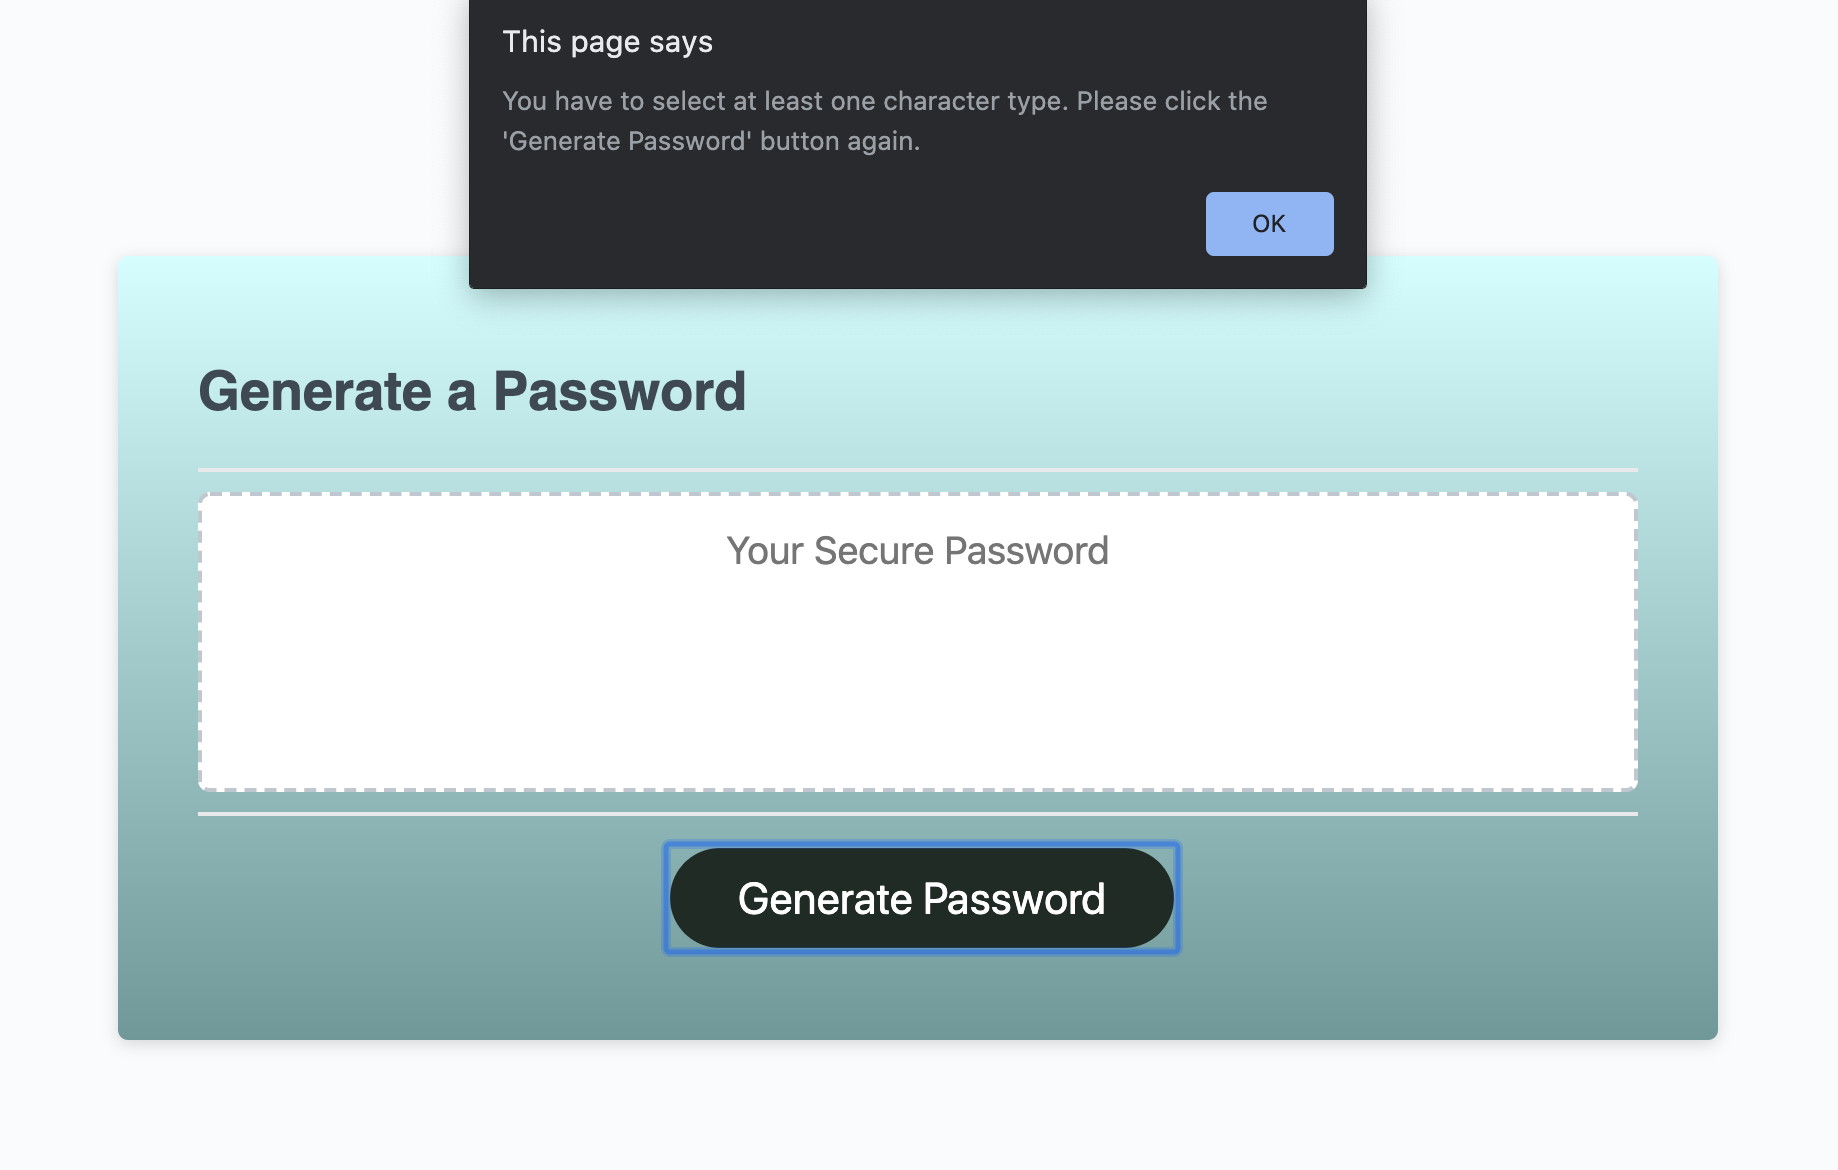 This page says
You have to select at least one character type. Please click the
'Generate Password' button again.
OK
Generate a Password
Your Secure Password
Generate Password